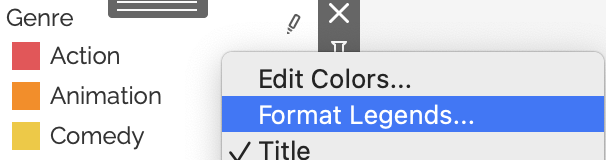 Genre
Action
Animation
Comedy
Edit Colors...
Format Legends...
✓ Title